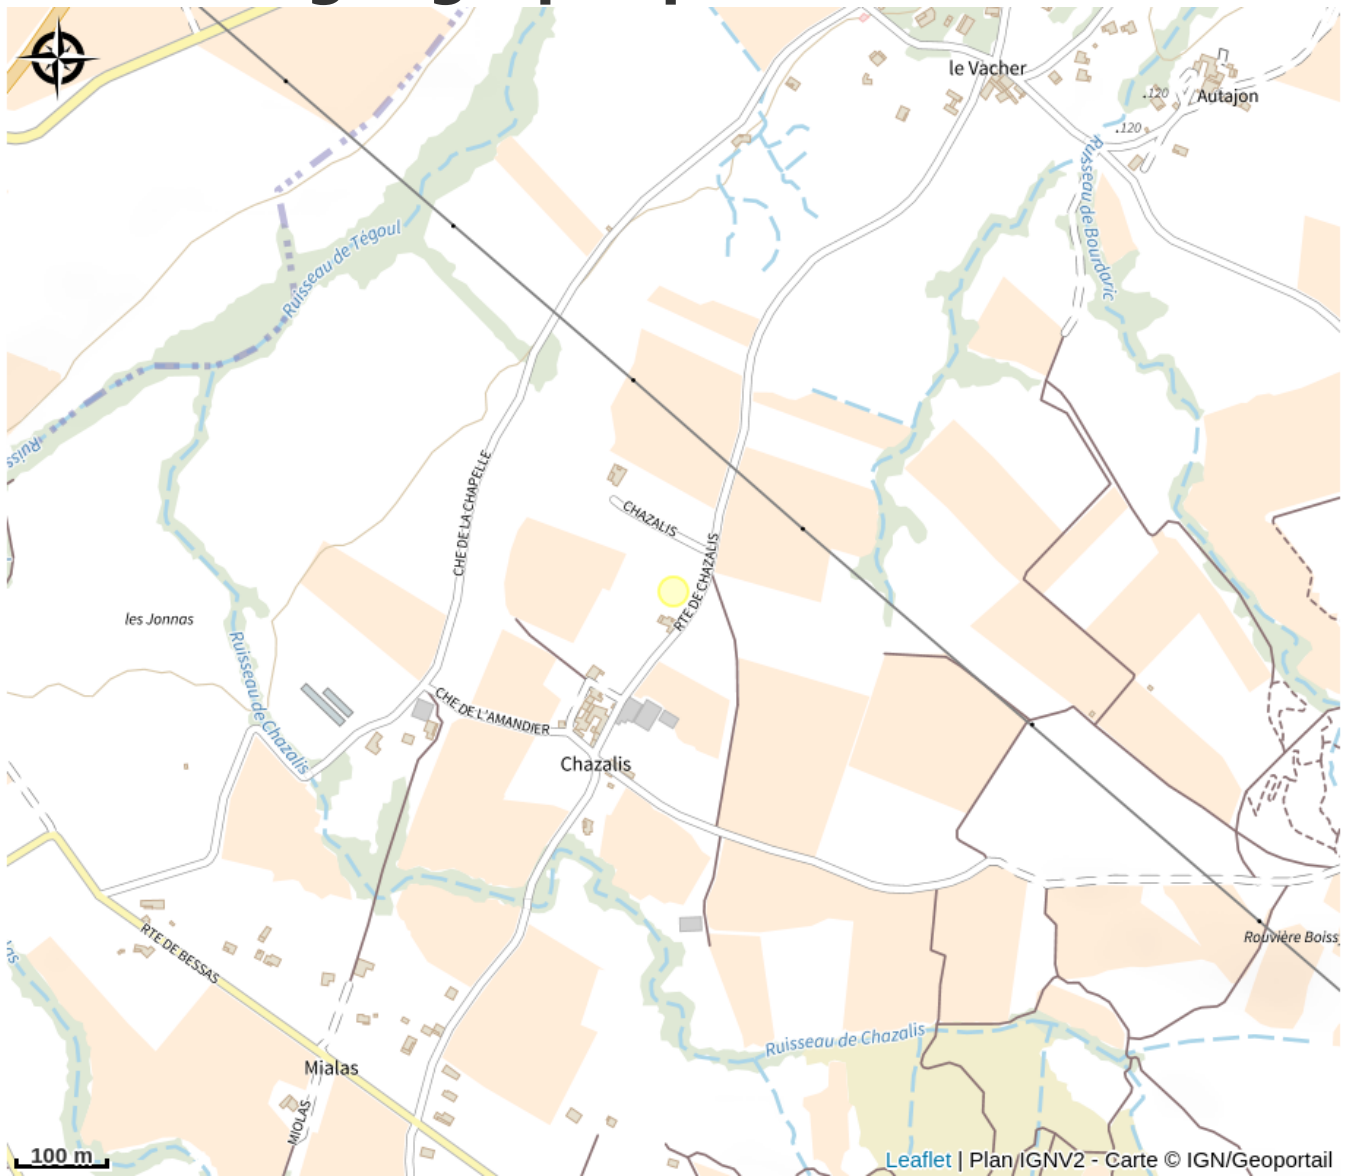 le Vacher
Autajon
.120
.120
Ruisseau de Bourdaric
Ruisseau de Tégoul
Ruiss
CHE DE LA CHAPELLE
CHAZALIS
RTE DE CHAZALIS
les Jonnas
Ruisseau de Chazalis
CHE DE L'AMANDIER
Chazalis
RTE DE BESSAS
Rouvière Boiss
Ruisseau de Chazalis
Mialas
MIOLAS
100 m
Leaflet | Plan IGNV2 - Carte © IGN/Geoportail